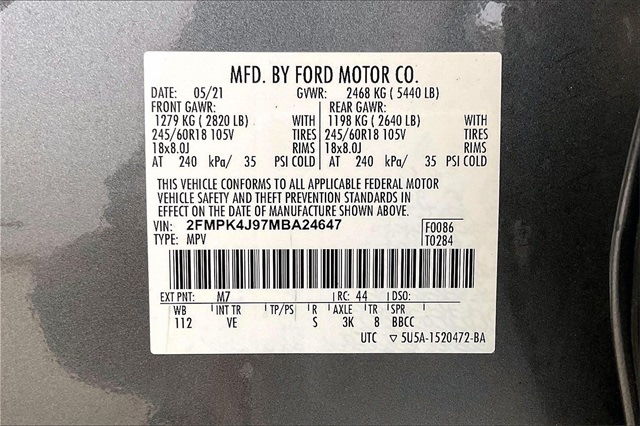 MFD. BY FORD MOTOR CO.
DATE: 05/21 GVWR: 2468 KG ( 5440 LB)
FRONT GAWR: REAR GAWR:
1279 KG ( 2820 LB) WITH 1198 KG ( 2640 LB) WITH
245/60R18 105V TIRES 245/60R18 105V TIRES
18x8.0J RIMS 18x8.0J RIMS
AT 240 kPa/ 35 PSI COLD AT 240 kPa/ 35 PSI COLD
THIS VEHICLE CONFORMS TO ALL APPLICABLE FEDERAL MOTOR
VEHICLE SAFETY AND THEFT PREVENTION STANDARDS IN
EFFECT ON THE DATE OF MANUFACTURE SHOWN ABOVE.
VIN: 2FMPK4J97MBA24647 F0086
TYPE: MPV T0284
EXT PNT: M7 RC: 44 DSO:
WB INT TR TP/PS R AXLE TR SPR
112 VE S 3K 8 BBCC
UTC ▽ 5U5A-1520472-BA